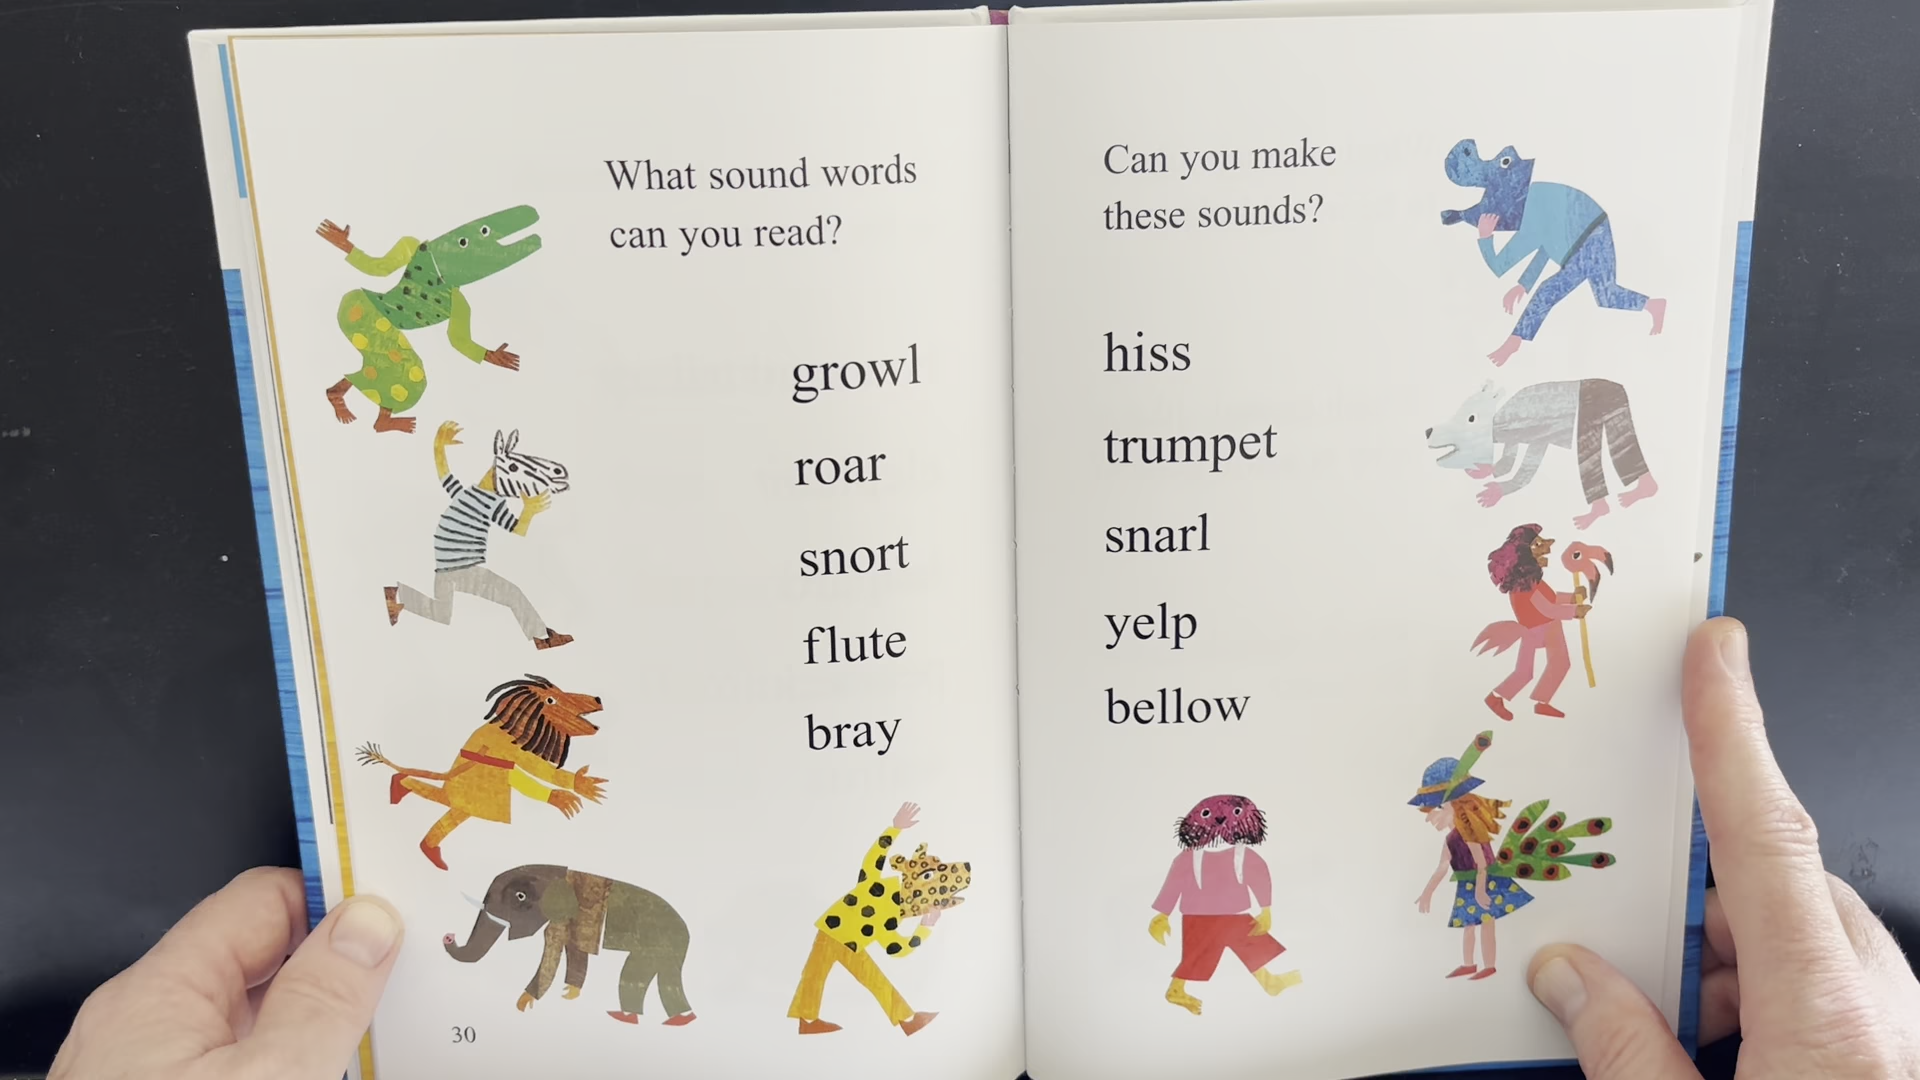 What sound words
can you read?
growl
roar
snort
flute
bray
30
Can you make
these sounds?
hiss
trumpet
snarl
yelp
bellow